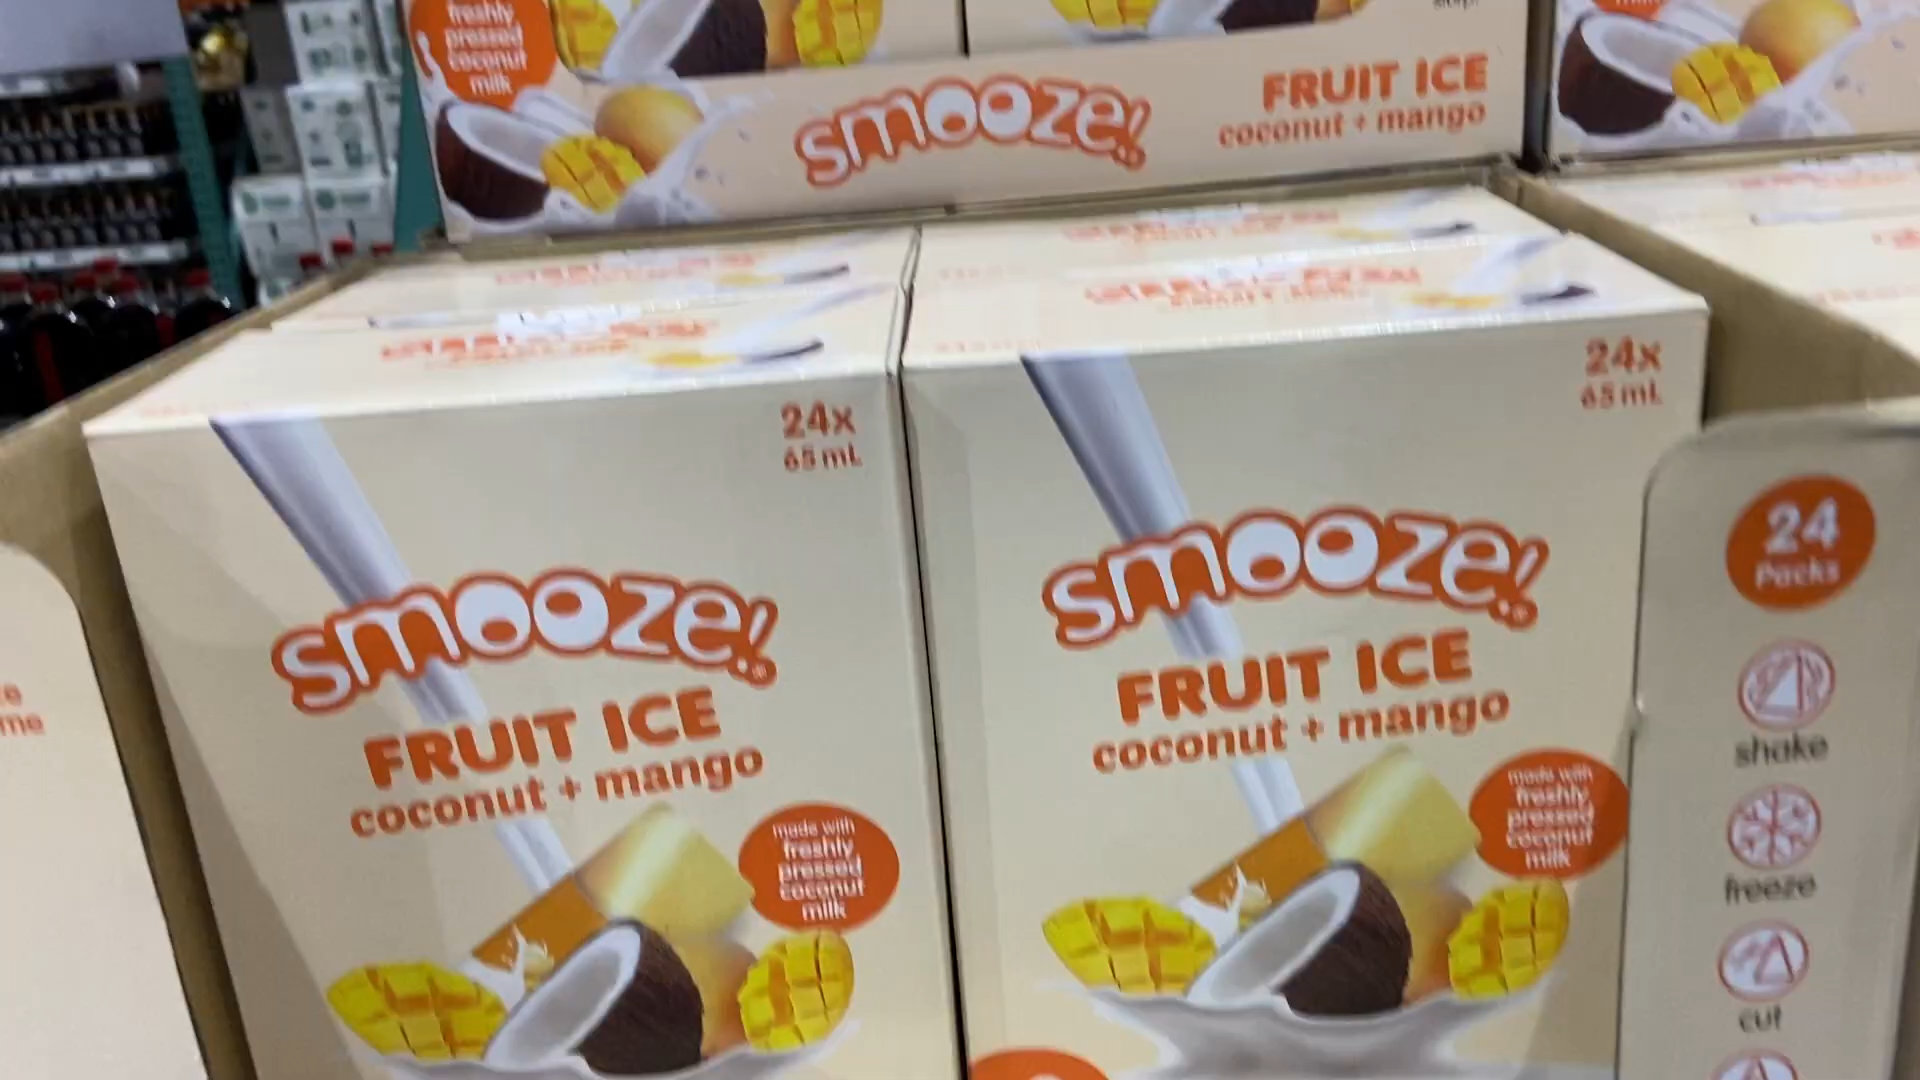 freshly
pressed
coconut
milk
smooze!
FRUIT ICE
coconut + mango
24x
65 mL
smooze!
FRUIT ICE
coconut + mango
made with
freshly
pressed
coconut
milk
24x
65 mL
smooze!
FRUIT ICE
coconut + mango
made with
freshly
pressed
coconut
milk
24
Packs
shake
freeze
cut